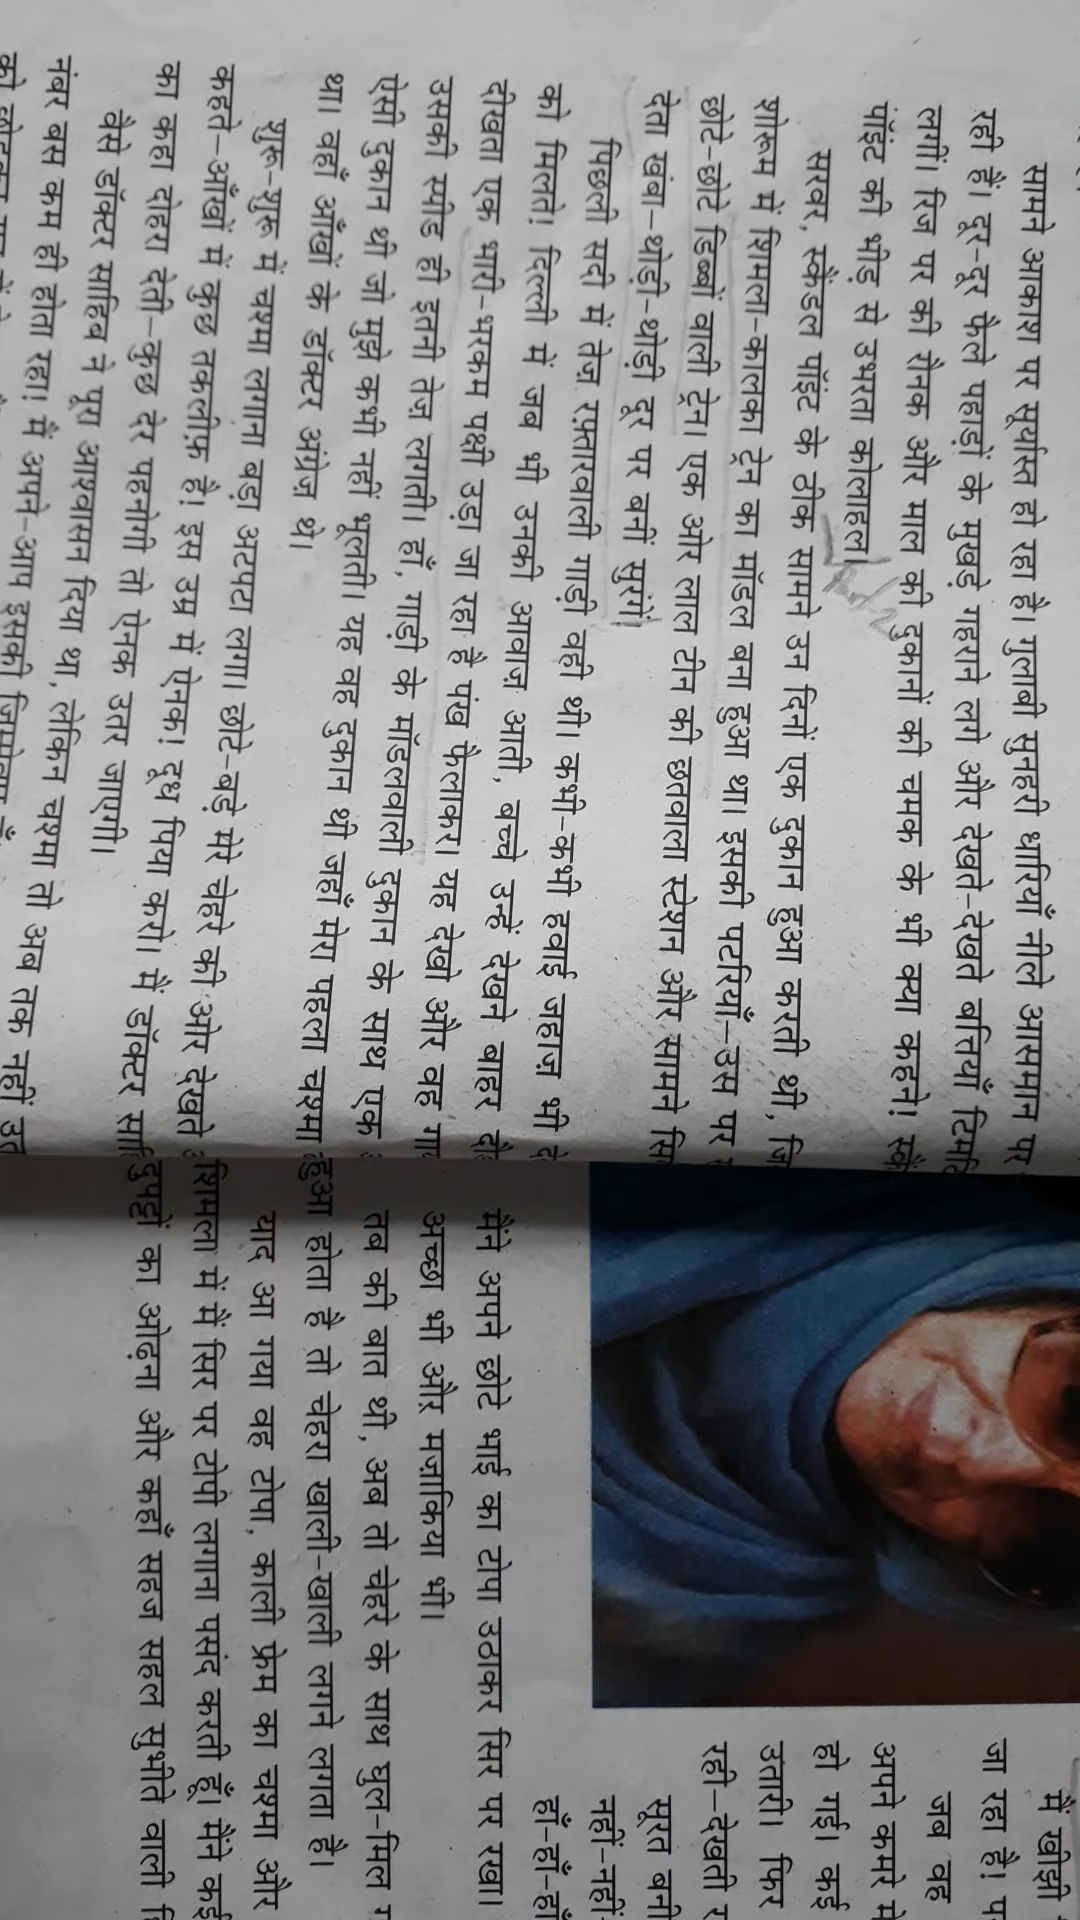 सामने आकाश पर सूर्यास्त हो रहा है। गुलाबी सुनहरी धारियाँ नीले आसमान पर
रही हैं। दूर-दूर फैले पहाड़ों के मुखड़े गहराने लगे और देखते-देखते बत्तियाँ
लगीं। रिज पर की रौनक और माल की दुकानों की चमक के भी क्या कहने!
पॉइंट की भीड़ से उभरता कोलाहल।
सरवर, स्कैंडल पॉइंट के ठीक सामने उन दिनों एक दुकान हुआ करती थी,
शोरूम में शिमला-कालका ट्रेन का मॉडल बना हुआ था। इसकी पटरियाँ-उस पर
छोटे-छोटे डिब्बों वाली ट्रेन। एक ओर लाल टीन की छतवाला स्टेशन और सामने
देता खंबा-थोड़ी-थोड़ी दूर पर बनीं सुरंगें!
पिछली सदी में तेज़ रफ़्तारवाली गाड़ी वही थी। कभी-कभी हवाई जहाज़ भी
को मिलते! दिल्ली में जब भी उनकी आवाज़ आती, बच्चे उन्हें देखने बाहर
दीखता एक भारी-भरकम पक्षी उड़ा जा रहा है पंख फैलाकर। यह देखो और वह
उसकी स्पीड ही इतनी तेज़ लगती। हाँ, गाड़ी के मॉडलवाली दुकान के साथ एक
ऐसी दुकान थी जो मुझे कभी नहीं भूलती। यह वह दुकान थी जहाँ मेरा पहला चश्मा
था। वहाँ आँखों के डॉक्टर अंग्रेज़ थे।
शुरू-शुरू में चश्मा लगाना बड़ा अटपटा लगा। छोटे-बड़े मेरे चेहरे की ओर देखते
कहते-आँखों में कुछ तकलीफ़ है! इस उम्र में ऐनक! दूध पिया करो। मैं डॉक्टर
का कहा दोहरा देती-कुछ देर पहनोगी तो ऐनक उतर जाएगी।
वैसे डॉक्टर साहिब ने पूरा आश्वासन दिया था, लेकिन चश्मा तो अब तक नहीं
नंबर बस कम ही होता रहा! मैं अपने-आप इसकी
मैंने अपने छोटे भाई का टोपा उठाकर सिर पर रखा।
अच्छा भी और मज़ाकिया भी।
तब की बात थी, अब तो चेहरे के साथ घुल-मिल
हुआ होता है तो चेहरा खाली-खाली लगने लगता है।
याद आ गया वह टोपा, काली फ्रेम का चश्मा और
शिमला में मैं सिर पर टोपी लगाना पसंद करती हूँ। मैंने कई
दुपट्टों का ओढ़ना और कहाँ सहज सहल सुभीते वाली
में खीझी
जा रहा है!
जब वह
अपने कमरे
हो गई। कई
उतारी। फिर
रही-देखती
सूरत बनी
नहीं-नहीं
हाँ-हाँ-हाँ